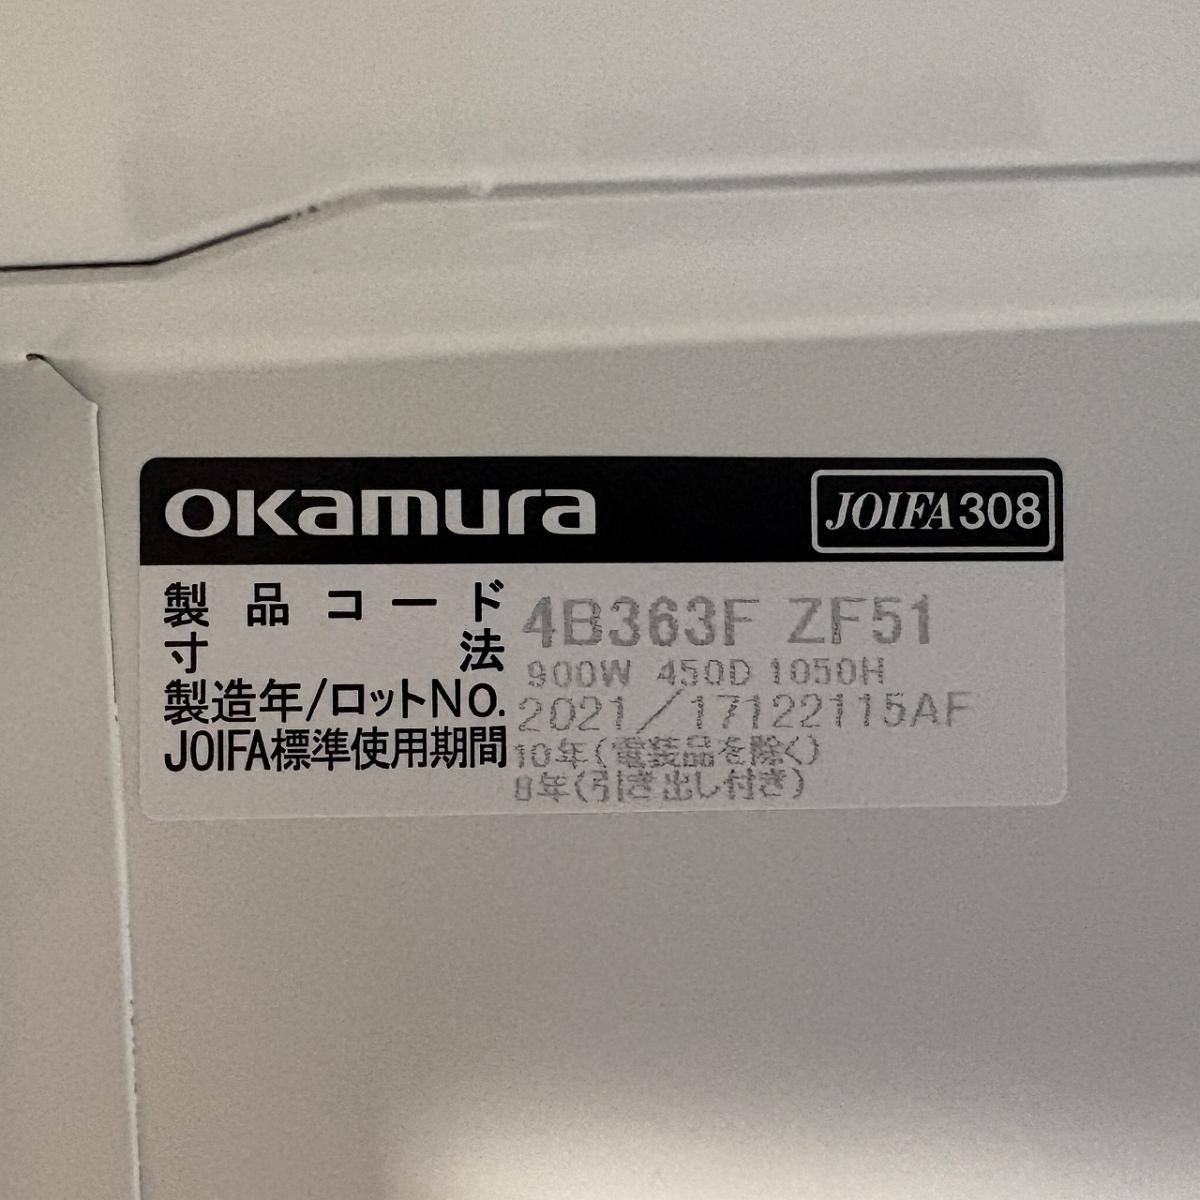 okamura JOIFA308
製品コード 4B363F ZF51
寸法 900W 450D 1050H
製造年/ロットNo. 2021／17122115AF
JOIFA標準使用期間 10年(電装品を除く)
8年(引き出し付き)